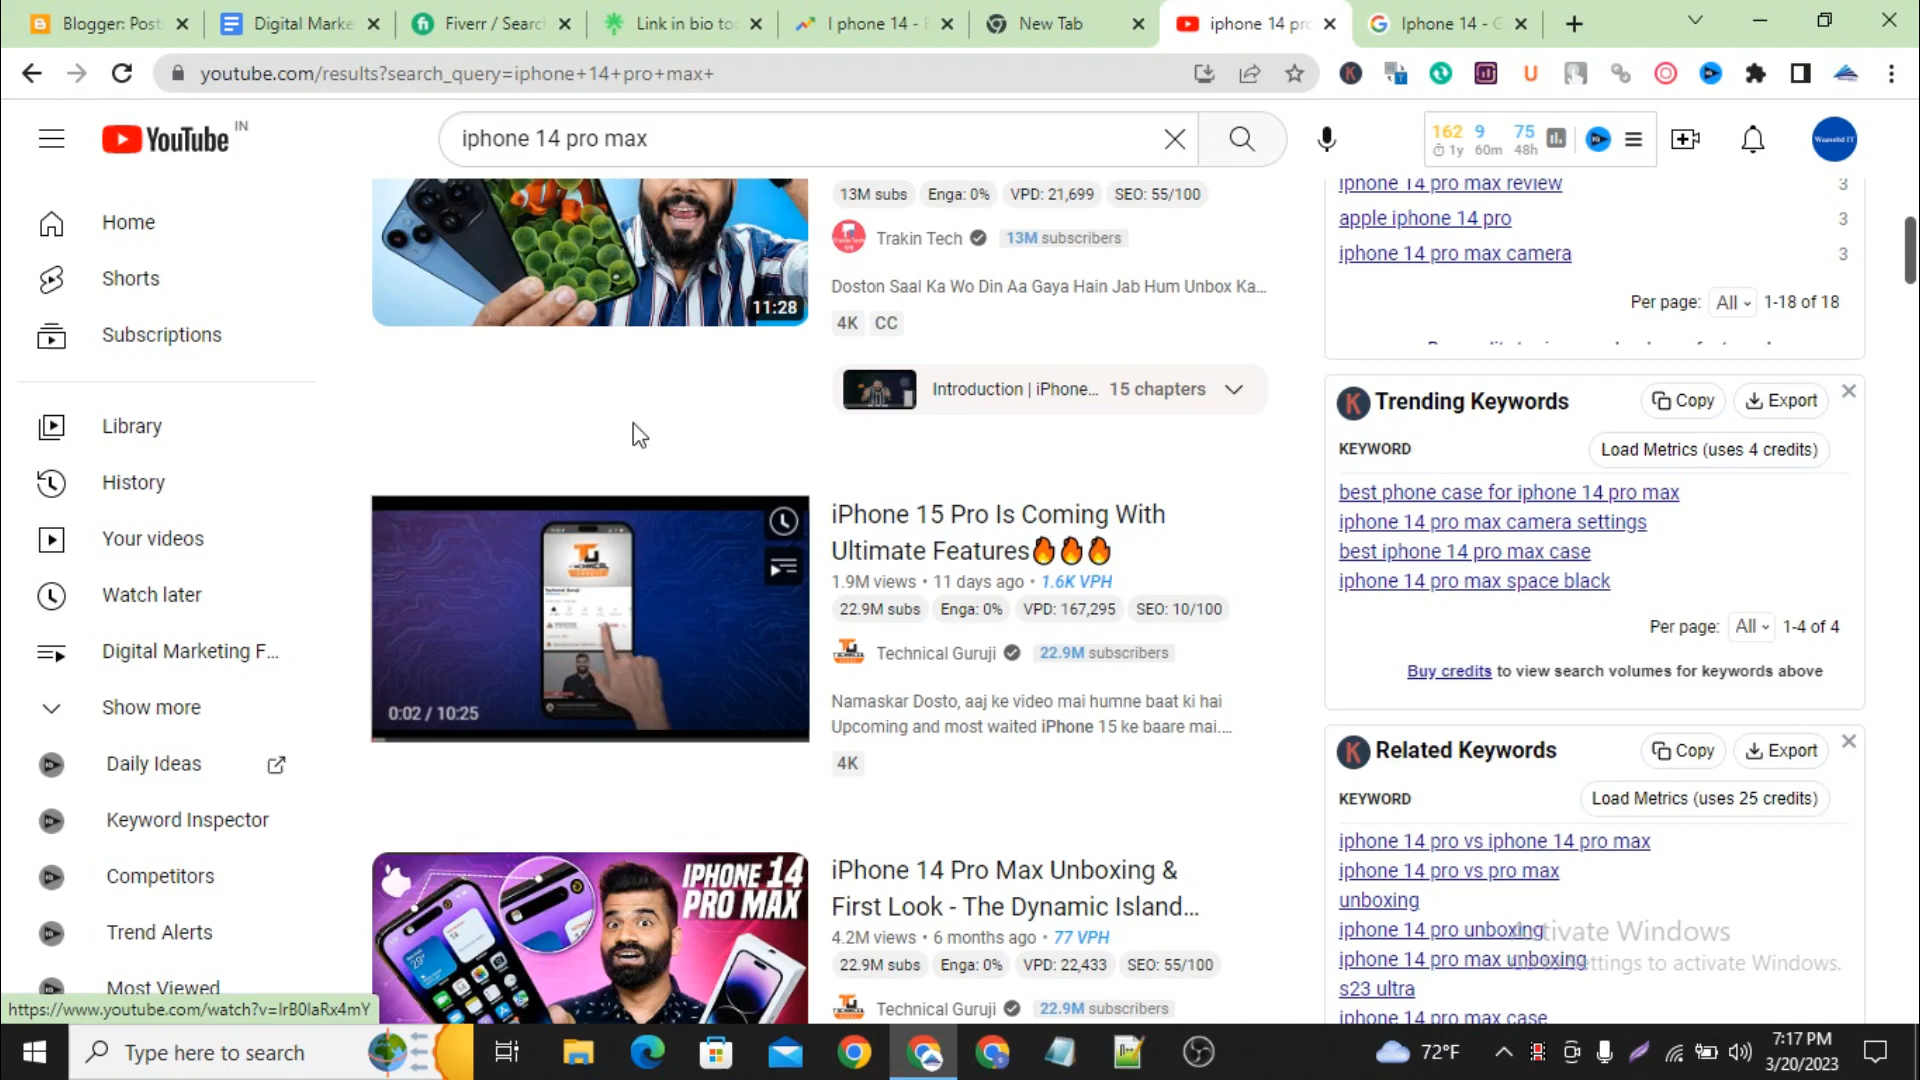 Blogger: Post
Digital Marke
Fiverr / Searc
Link in bio to
I phone 14 - E
New Tab
iphone 14 pro
Iphone 14 - G
youtube.com/results?search_query=iphone+14+pro+max+
YouTube IN
iphone 14 pro max
162 9 75
1y 60m 48h
Wasantha IT
Home
Shorts
Subscriptions
Library
History
Your videos
Watch later
Digital Marketing F...
Show more
Daily Ideas
Keyword Inspector
Competitors
Trend Alerts
Most Viewed
https://www.youtube.com/watch?v=IrB0laRx4mY
11:28
13M subs Enga: 0% VPD: 21,699 SEO: 55/100
Trakin Tech 13M subscribers
Doston Saal Ka Wo Din Aa Gaya Hain Jab Hum Unbox Ka...
4K CC
Introduction | iPhone... 15 chapters
0:02 / 10:25
iPhone 15 Pro Is Coming With
Ultimate Features🔥🔥🔥
1.9M views • 11 days ago • 1.6K VPH
22.9M subs Enga: 0% VPD: 167,295 SEO: 10/100
Technical Guruji 22.9M subscribers
Namaskar Dosto, aaj ke video mai humne baat ki hai
Upcoming and most waited iPhone 15 ke baare mai....
4K
IPHONE 14
PRO MAX
iPhone 14 Pro Max Unboxing &
First Look - The Dynamic Island...
4.2M views • 6 months ago • 77 VPH
22.9M subs Enga: 0% VPD: 22,433 SEO: 55/100
Technical Guruji 22.9M subscribers
iphone 14 pro max review 3
apple iphone 14 pro 3
iphone 14 pro max camera 3
Per page: All 1-18 of 18
Trending Keywords Copy Export
KEYWORD Load Metrics (uses 4 credits)
best phone case for iphone 14 pro max
iphone 14 pro max camera settings
best iphone 14 pro max case
iphone 14 pro max space black
Per page: All 1-4 of 4
Buy credits to view search volumes for keywords above
Related Keywords Copy Export
KEYWORD Load Metrics (uses 25 credits)
iphone 14 pro vs iphone 14 pro max
iphone 14 pro vs pro max
unboxing
iphone 14 pro unboxing
iphone 14 pro max unboxing
s23 ultra
iphone 14 pro max case
Activate Windows
Go to Settings to activate Windows.
Type here to search
72°F
7:17 PM
3/20/2023